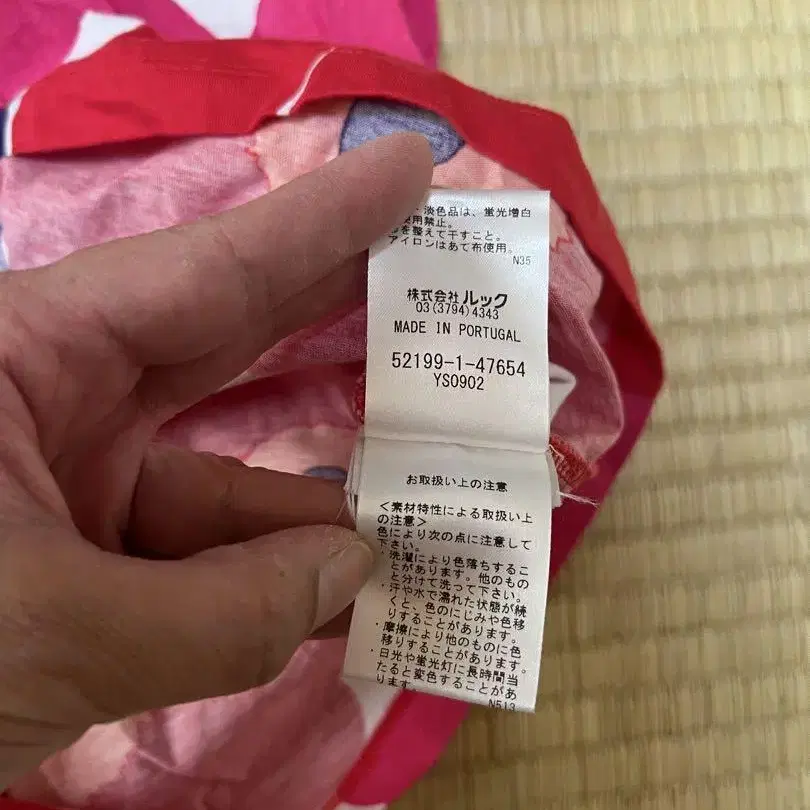 淡色品は、蛍光増白
使用禁止。
を整えて干すこと。
アイロンはあて布使用。
N35
株式会社ルック
03(3794)4343
MADE IN PORTUGAL
52199-1-47654
YS0902
お取扱い上の注意
<素材特性による取扱い上
の注意>
色により次の点に注意して
下さい。
・洗濯により色落ちするこ
とがあります。他のもの
と分けて洗って下さい。
・汗や水で濡れた状態が続
くと、色のにじみや色移
りすることがあります。
・摩擦により他のものに色
移りすることがあります。
・日光や蛍光灯に長時間当
たると変色することがあ
ります。
N513